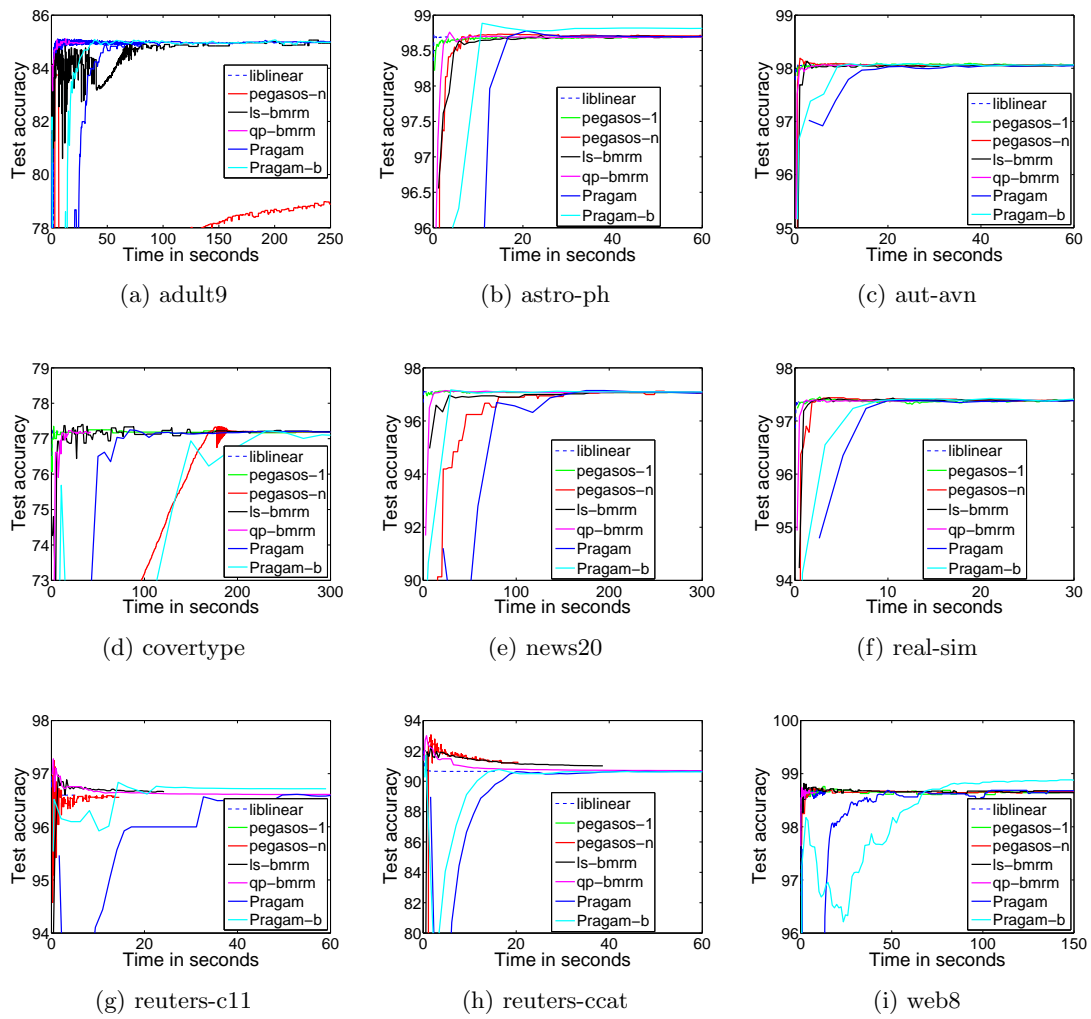 86
84
82
80
78
Test accuracy
0 50 100 150 200 250
Time in seconds
liblinear
pegasos-n
ls-bmrm
qp-bmrm
Pragam
Pragam-b
(a) adult9
99
98.5
98
97.5
97
96.5
96
Test accuracy
0 20 40 60
Time in seconds
liblinear
pegasos-1
pegasos-n
ls-bmrm
qp-bmrm
Pragam
Pragam-b
(b) astro-ph
99
98
97
96
95
Test accuracy
0 20 40 60
Time in seconds
liblinear
pegasos-1
pegasos-n
ls-bmrm
qp-bmrm
Pragam
Pragam-b
(c) aut-avn
79
78
77
76
75
74
73
Test accuracy
0 100 200 300
Time in seconds
liblinear
pegasos-1
pegasos-n
ls-bmrm
qp-bmrm
Pragam
Pragam-b
(d) covertype
98
96
94
92
90
Test accuracy
0 100 200 300
Time in seconds
liblinear
pegasos-1
pegasos-n
ls-bmrm
qp-bmrm
Pragam
Pragam-b
(e) news20
98
97
96
95
94
Test accuracy
0 10 20 30
Time in seconds
liblinear
pegasos-1
pegasos-n
ls-bmrm
qp-bmrm
Pragam
Pragam-b
(f) real-sim
98
97
96
95
94
Test accuracy
0 20 40 60
Time in seconds
liblinear
pegasos-1
pegasos-n
ls-bmrm
qp-bmrm
Pragam
Pragam-b
(g) reuters-c11
94
92
90
88
86
84
82
80
Test accuracy
0 20 40 60
Time in seconds
liblinear
pegasos-1
pegasos-n
ls-bmrm
qp-bmrm
Pragam
Pragam-b
(h) reuters-ccat
100
99
98
97
96
Test accuracy
0 50 100 150
Time in seconds
liblinear
pegasos-1
pegasos-n
ls-bmrm
qp-bmrm
Pragam
Pragam-b
(i) web8